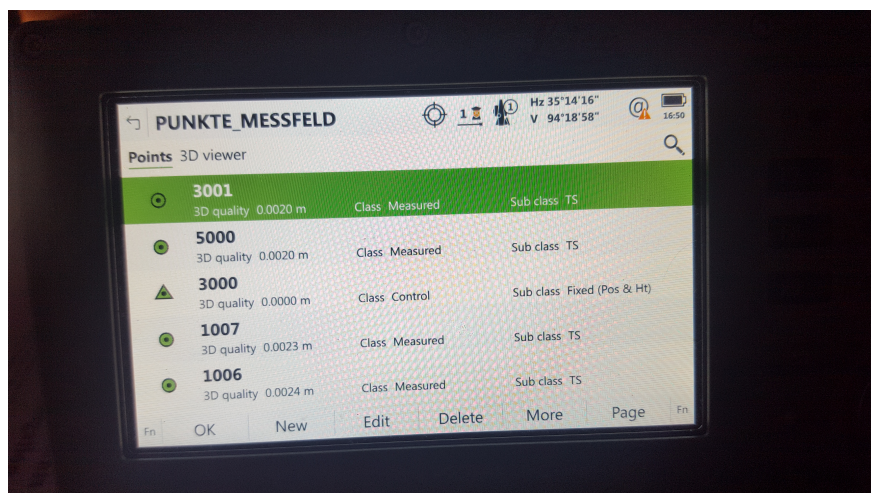 PUNKTE_MESSFELD
1
1
Hz 35°14'16"
V 94°18'58"
16:50
Points 3D viewer
3001
3D quality 0.0020 m Class Measured Sub class TS
5000
3D quality 0.0020 m Class Measured Sub class TS
3000
3D quality 0.0000 m Class Control Sub class Fixed (Pos & Ht)
1007
3D quality 0.0023 m Class Measured Sub class TS
1006
3D quality 0.0024 m Class Measured Sub class TS
Fn OK New Edit Delete More Page Fn